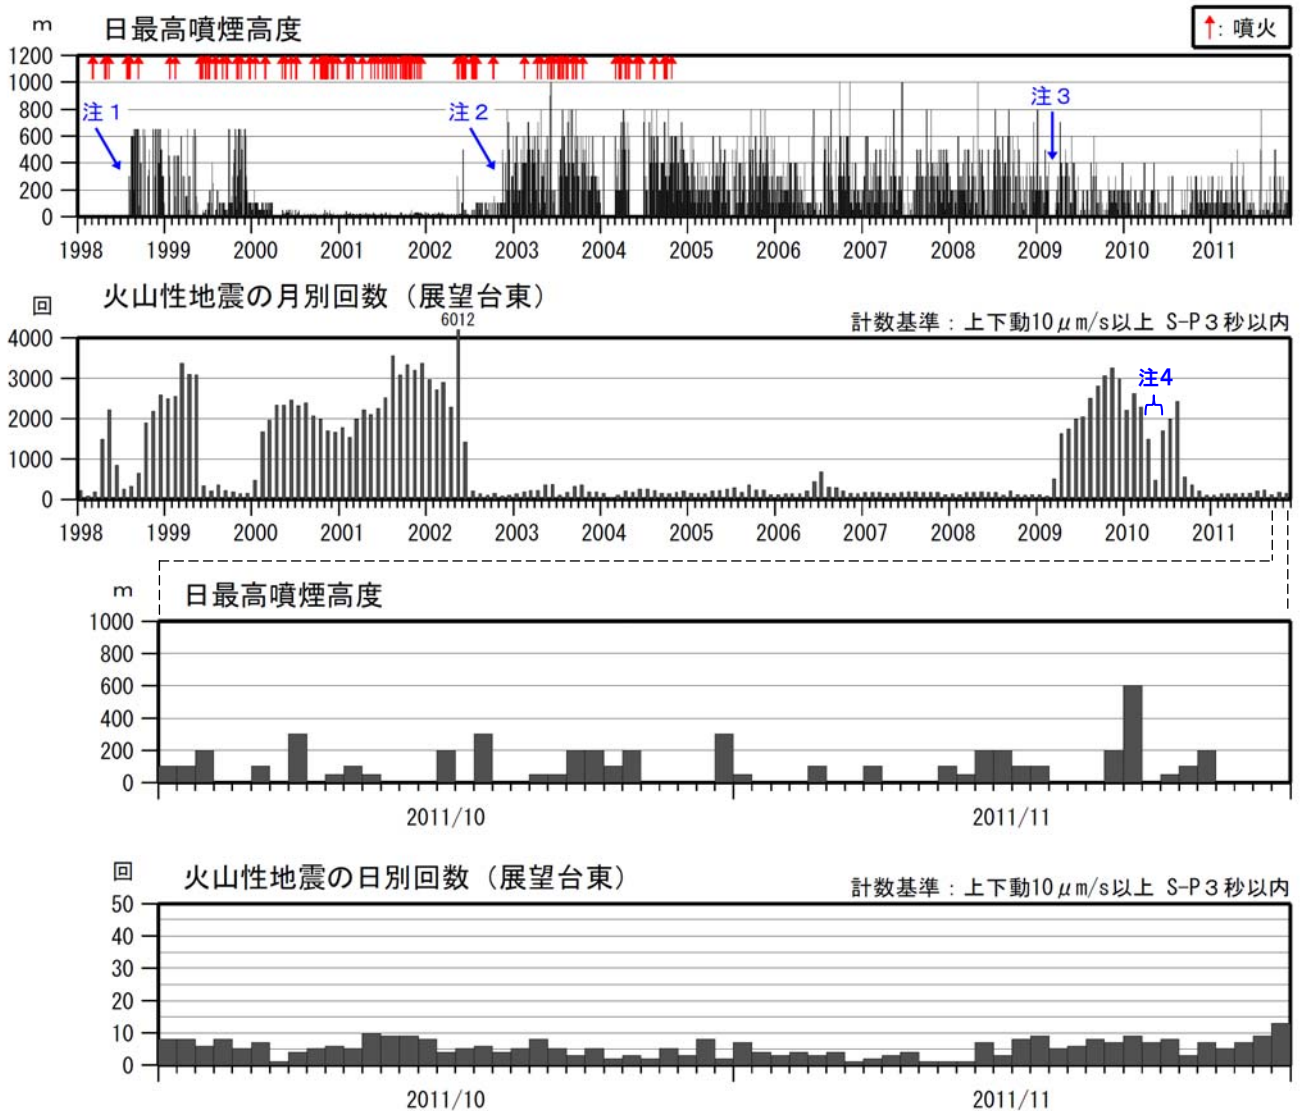 m
日最高噴煙高度
↑: 噴火
1200
1000
800
600
400
200
0
注1
注2
注3
1998 1999 2000 2001 2002 2003 2004 2005 2006 2007 2008 2009 2010 2011
回
火山性地震の月別回数（展望台東）
計数基準：上下動10μm/s以上 S-P3秒以内
6012
4000
3000
2000
1000
0
注4
1998 1999 2000 2001 2002 2003 2004 2005 2006 2007 2008 2009 2010 2011
m
日最高噴煙高度
1000
800
600
400
200
0
2011/10 2011/11
回
火山性地震の日別回数（展望台東）
計数基準：上下動10μm/s以上 S-P3秒以内
50
40
30
20
10
0
2011/10 2011/11